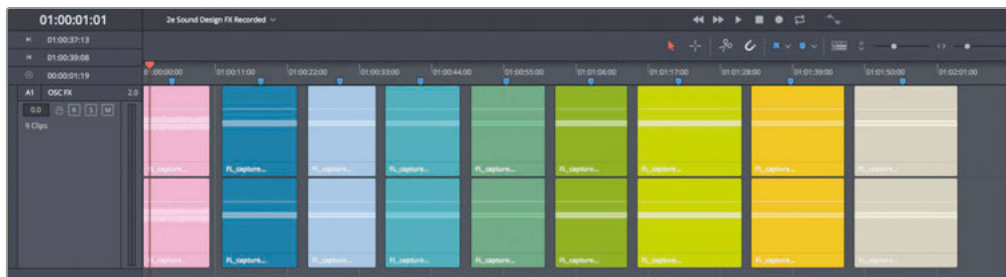 01:00:01:01
2e Sound Design FX Recorded
01:00:37:13
01:00:39:08
00:00:01:19
01:00:00:00 01:00:11:00 01:00:22:00 01:00:33:00 01:00:44:00 01:00:55:00 01:01:06:00 01:01:17:00 01:01:28:00 01:01:39:00 01:01:50:00 01:02:01:00
A1 OSC FX 2.0
0.0 R S M
9 Clips
FL_capture... FL_capture... FL_capture... FL_capture... FL_capture... FL_capture... FL_capture... FL_capture... FL_capture...
FL_capture... FL_capture... FL_capture... FL_capture... FL_capture... FL_capture... FL_capture... FL_capture... FL_capture...